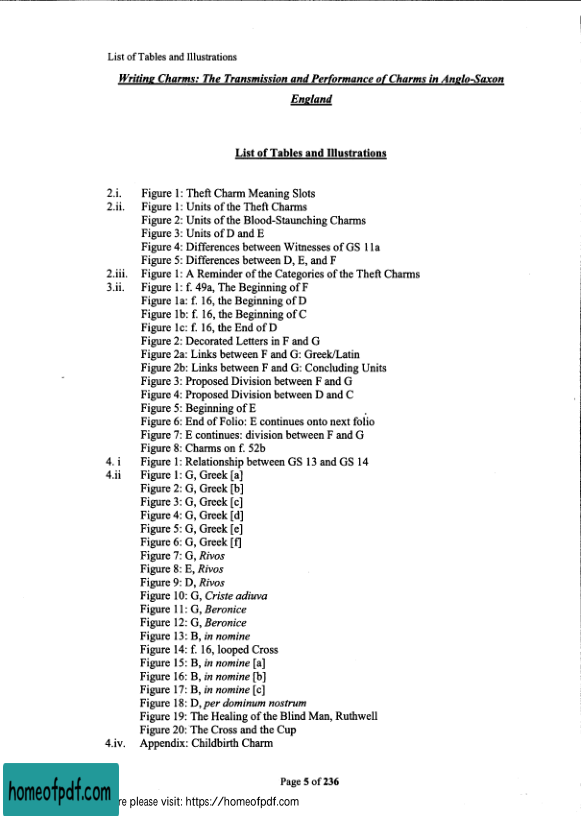 List of Tables and Illustrations
Writing Charms: The Transmission and Performance of Charms in Anglo-Saxon
England
List of Tables and Illustrations
2.i. Figure 1: Theft Charm Meaning Slots
2.ii. Figure 1: Units of the Theft Charms
Figure 2: Units of the Blood-Staunching Charms
Figure 3: Units of D and E
Figure 4: Differences between Witnesses of GS 11a
Figure 5: Differences between D, E, and F
2.iii. Figure 1: A Reminder of the Categories of the Theft Charms
3.ii. Figure 1: f. 49a, The Beginning of F
Figure 1a: f. 16, the Beginning of D
Figure 1b: f. 16, the Beginning of C
Figure 1c: f. 16, the End of D
Figure 2: Decorated Letters in F and G
Figure 2a: Links between F and G: Greek/Latin
Figure 2b: Links between F and G: Concluding Units
Figure 3: Proposed Division between F and G
Figure 4: Proposed Division between D and C
Figure 5: Beginning of E
Figure 6: End of Folio: E continues onto next folio
Figure 7: E continues: division between F and G
Figure 8: Charms on f. 52b
4. i Figure 1: Relationship between GS 13 and GS 14
4.ii Figure 1: G, Greek [a]
Figure 2: G, Greek [b]
Figure 3: G, Greek [c]
Figure 4: G, Greek [d]
Figure 5: G, Greek [e]
Figure 6: G, Greek [f]
Figure 7: G, Rivos
Figure 8: E, Rivos
Figure 9: D, Rivos
Figure 10: G, Criste adiuva
Figure 11: G, Beronice
Figure 12: G, Beronice
Figure 13: B, in nomine
Figure 14: f. 16, looped Cross
Figure 15: B, in nomine [a]
Figure 16: B, in nomine [b]
Figure 17: B, in nomine [c]
Figure 18: D, per dominum nostrum
Figure 19: The Healing of the Blind Man, Ruthwell
Figure 20: The Cross and the Cup
4.iv. Appendix: Childbirth Charm
Page 5 of 236
homeofpdf.com
re please visit: https://homeofpdf.com